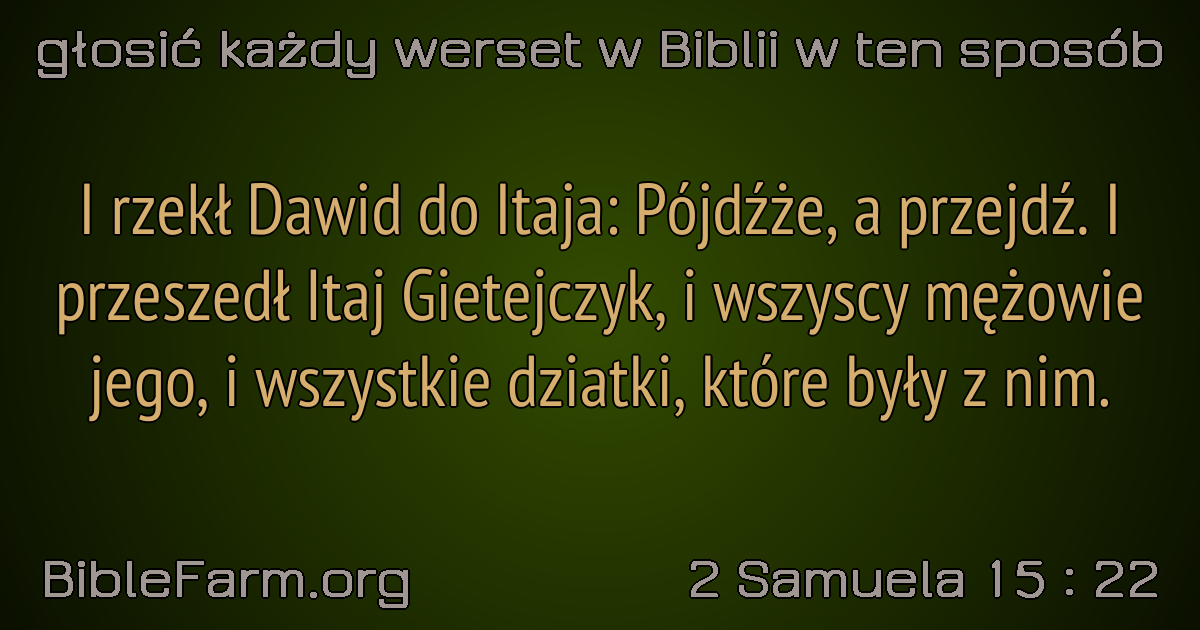 głosić każdy werset w Biblii w ten sposób
I rzekł Dawid do Itaja: Pójdźże, a przejdź. I
przeszedł Itaj Gietejczyk, i wszyscy mężowie
jego, i wszystkie dziatki, które były z nim.
BibleFarm.org
2 Samuela 15 : 22